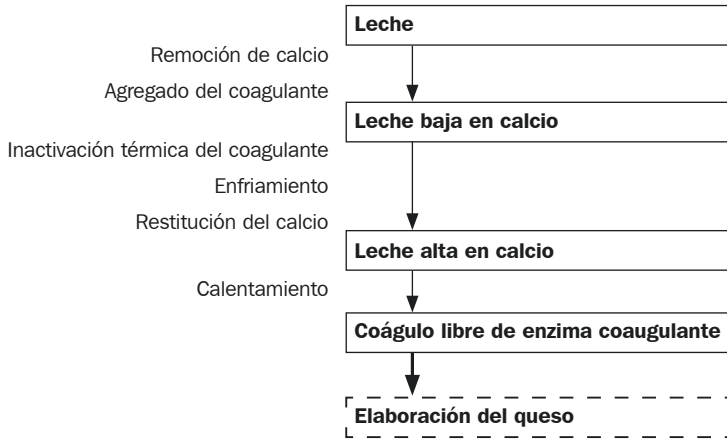 Leche
Remoción de calcio
Agregado del coagulante
Leche baja en calcio
Inactivación térmica del coagulante
Enfriamiento
Restitución del calcio
Leche alta en calcio
Calentamiento
Coágulo libre de enzima coaugulante
Elaboración del queso